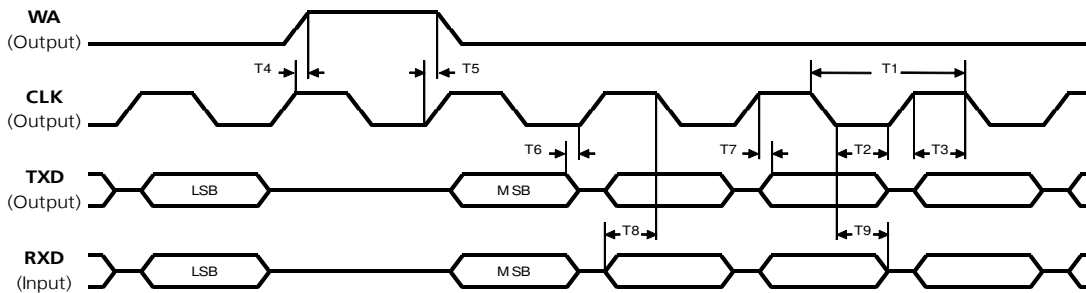 WA
(Output)
T4
T5
T1
CLK
(Output)
T6
T7
T2
T3
TXD
(Output)
LSB
MSB
T8
T9
RXD
(Input)
LSB
MSB